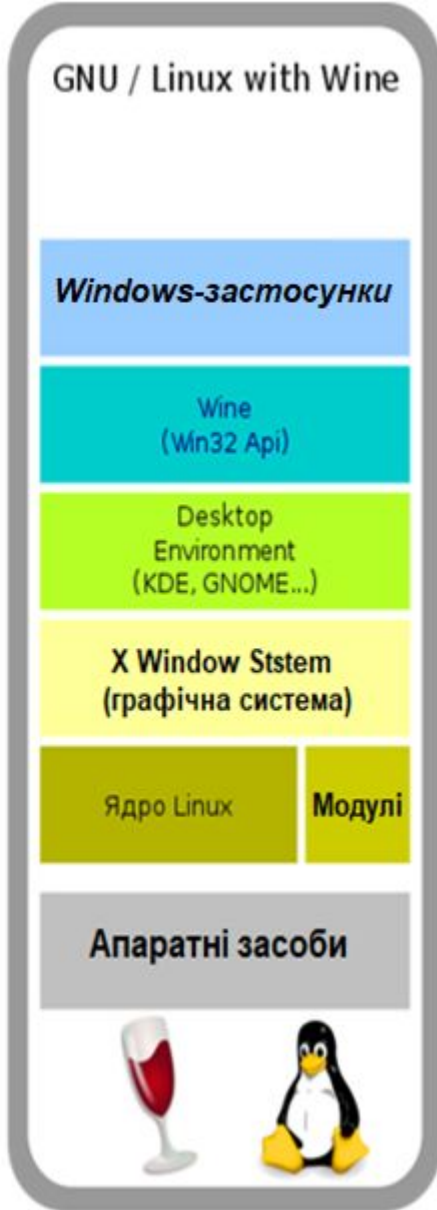 GNU / Linux with Wine
Windows-застосунки
Wine
(Win32 Api)
Desktop
Environment
(KDE, GNOME...)
X Window Ststem
(графічна система)
Ядро Linux
Модулі
Апаратні засоби